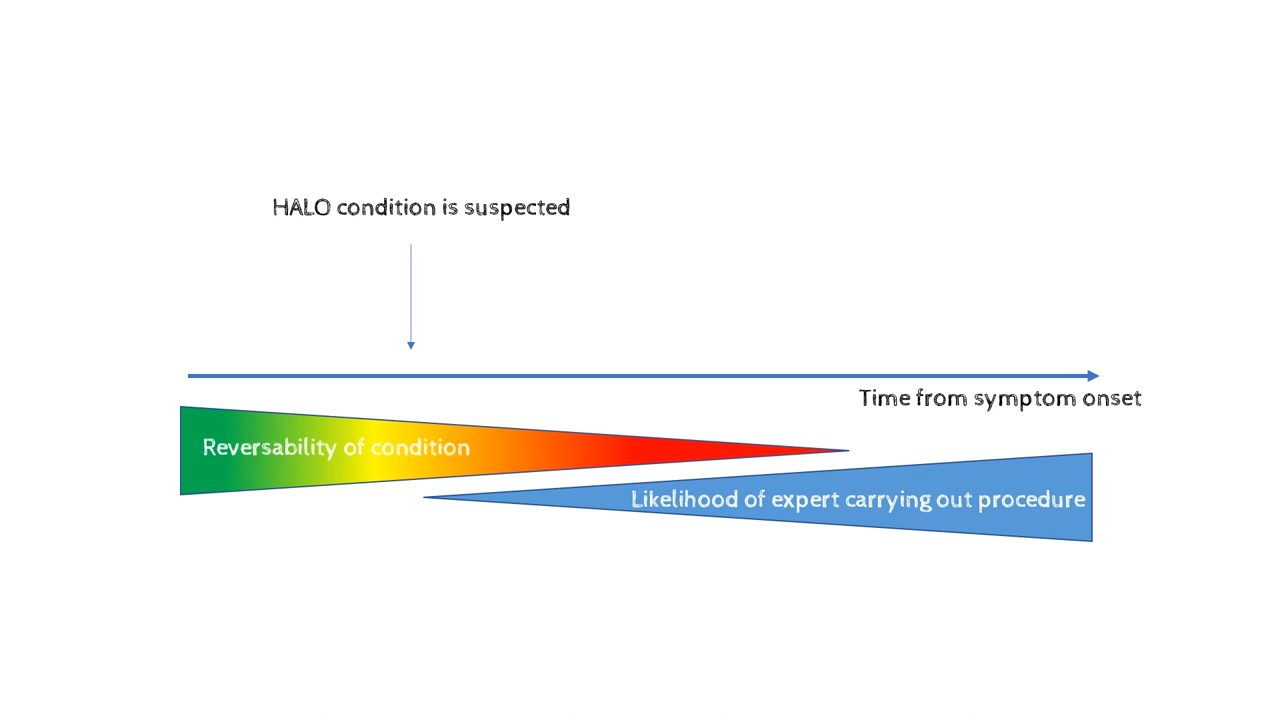 HALO condition is suspected
Time from symptom onset
Reversability of condition
Likelihood of expert carrying out procedure